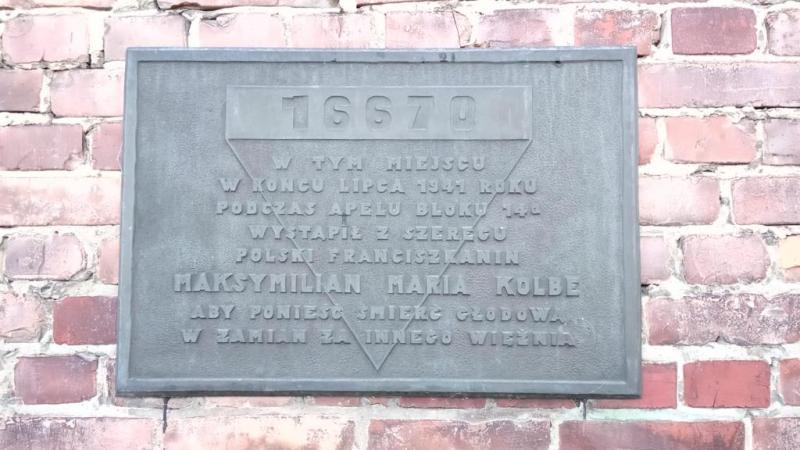 16670
W TYM MIEJSCU
W KOŃCU LIPCA 1941 ROKU
PODCZAS APELU BLOKU 14a
WYSTĄPIŁ Z SZEREGU
POLSKI FRANCISZKANIN
MAKSYMILIAN MARIA KOLBE
ABY PONIEŚĆ ŚMIERĆ GŁODOWĄ
W ZAMIAN ZA INNEGO WIĘŹNIA